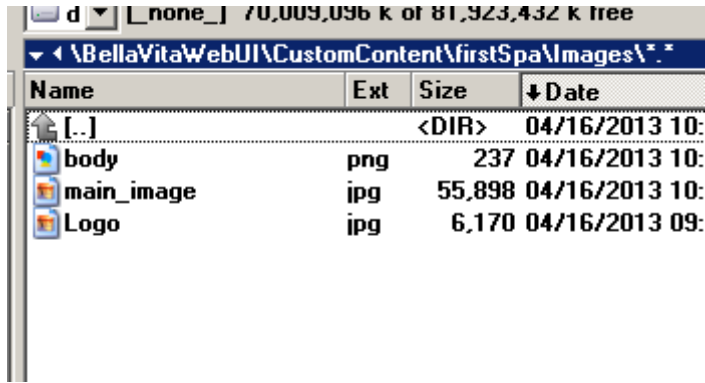 d [_none_] 70,009,096 k of 81,923,432 k free
\BellaVitaWebUI\CustomContent\firstSpa\Images\*.*
Name Ext Size Date
[..] <DIR> 04/16/2013 10:
body png 237 04/16/2013 10:
main_image jpg 55,898 04/16/2013 10:
Logo jpg 6,170 04/16/2013 09: